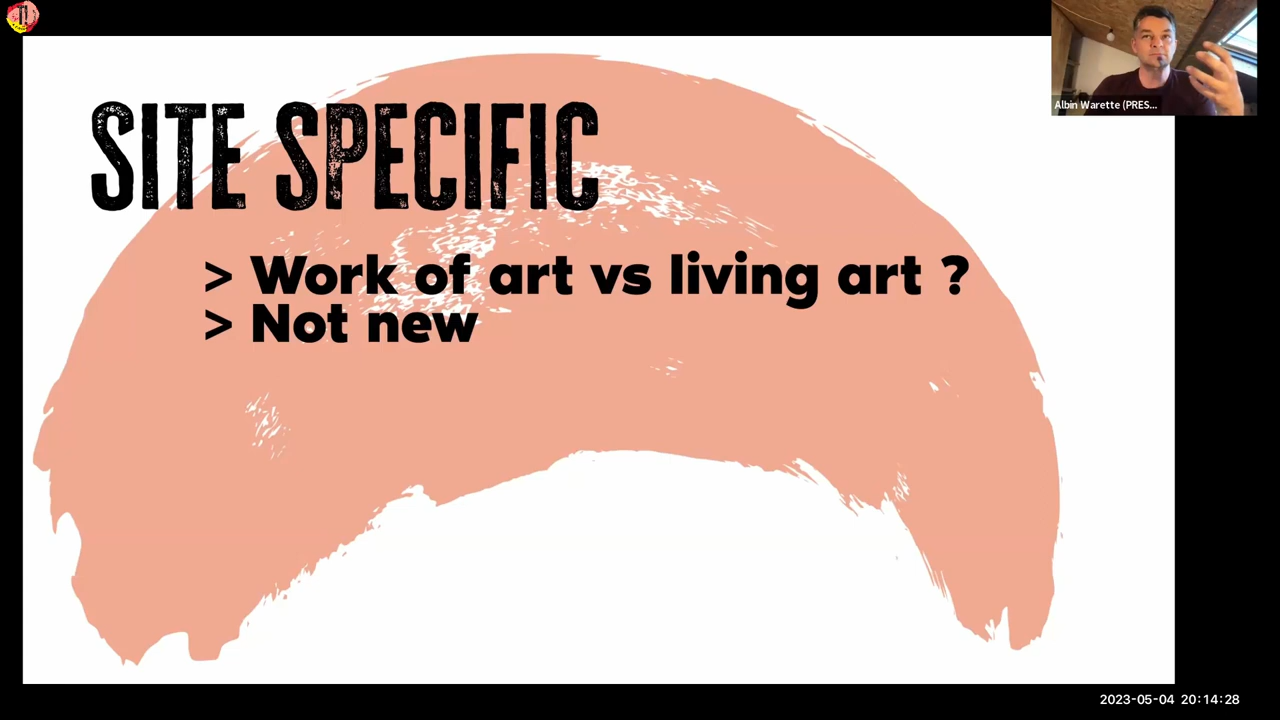 SITE SPECIFIC
> Work of art vs living art ?
> Not new
Albin Warette (PRES...
2023-05-04 20:14:28